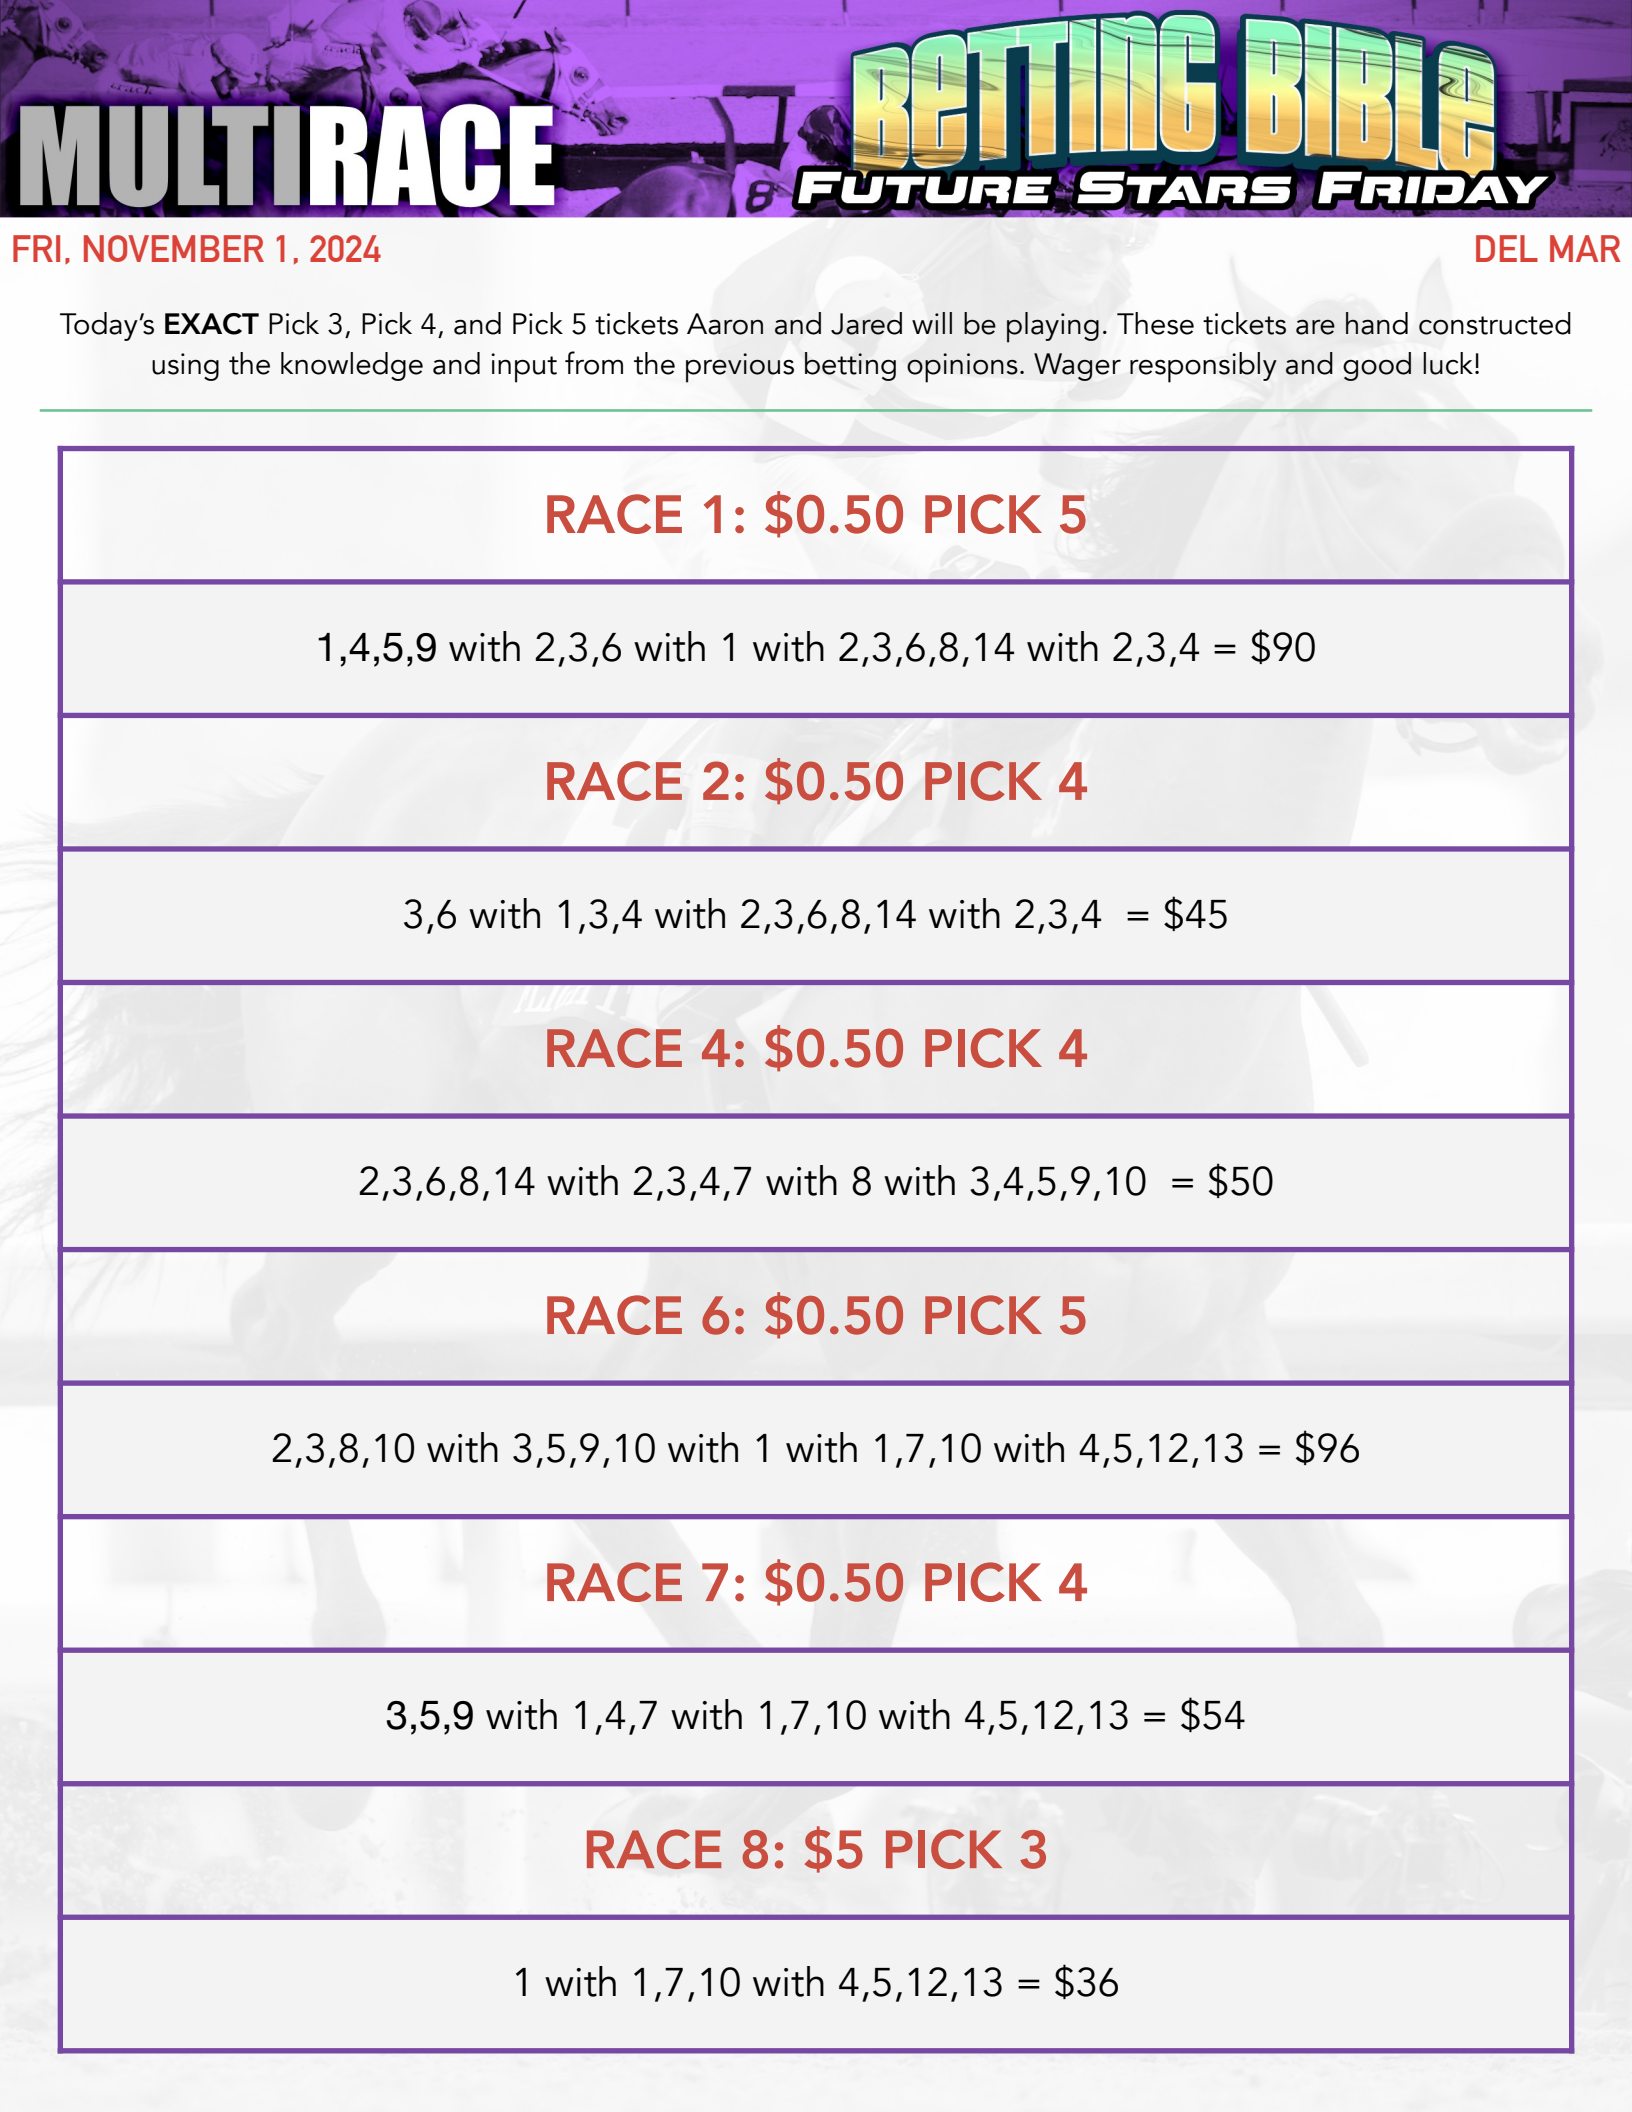 MULTIRACE
BETTING BIBLE
FUTURE STARS FRIDAY
8
FRI, NOVEMBER 1, 2024
DEL MAR
Today's EXACT Pick 3, Pick 4, and Pick 5 tickets Aaron and Jared will be playing. These tickets are hand constructed
using the knowledge and input from the previous betting opinions. Wager responsibly and good luck!
RACE 1: $0.50 PICK 5
1,4,5,9 with 2,3,6 with 1 with 2,3,6,8,14 with 2,3,4 = $90
RACE 2: $0.50 PICK 4
3,6 with 1,3,4 with 2,3,6,8,14 with 2,3,4 = $45
RACE 4: $0.50 PICK 4
2,3,6,8,14 with 2,3,4,7 with 8 with 3,4,5,9,10 = $50
RACE 6: $0.50 PICK 5
2,3,8,10 with 3,5,9,10 with 1 with 1,7,10 with 4,5,12,13 = $96
RACE 7: $0.50 PICK 4
3,5,9 with 1,4,7 with 1,7,10 with 4,5,12,13 = $54
RACE 8: $5 PICK 3
1 with 1,7,10 with 4,5,12,13 = $36